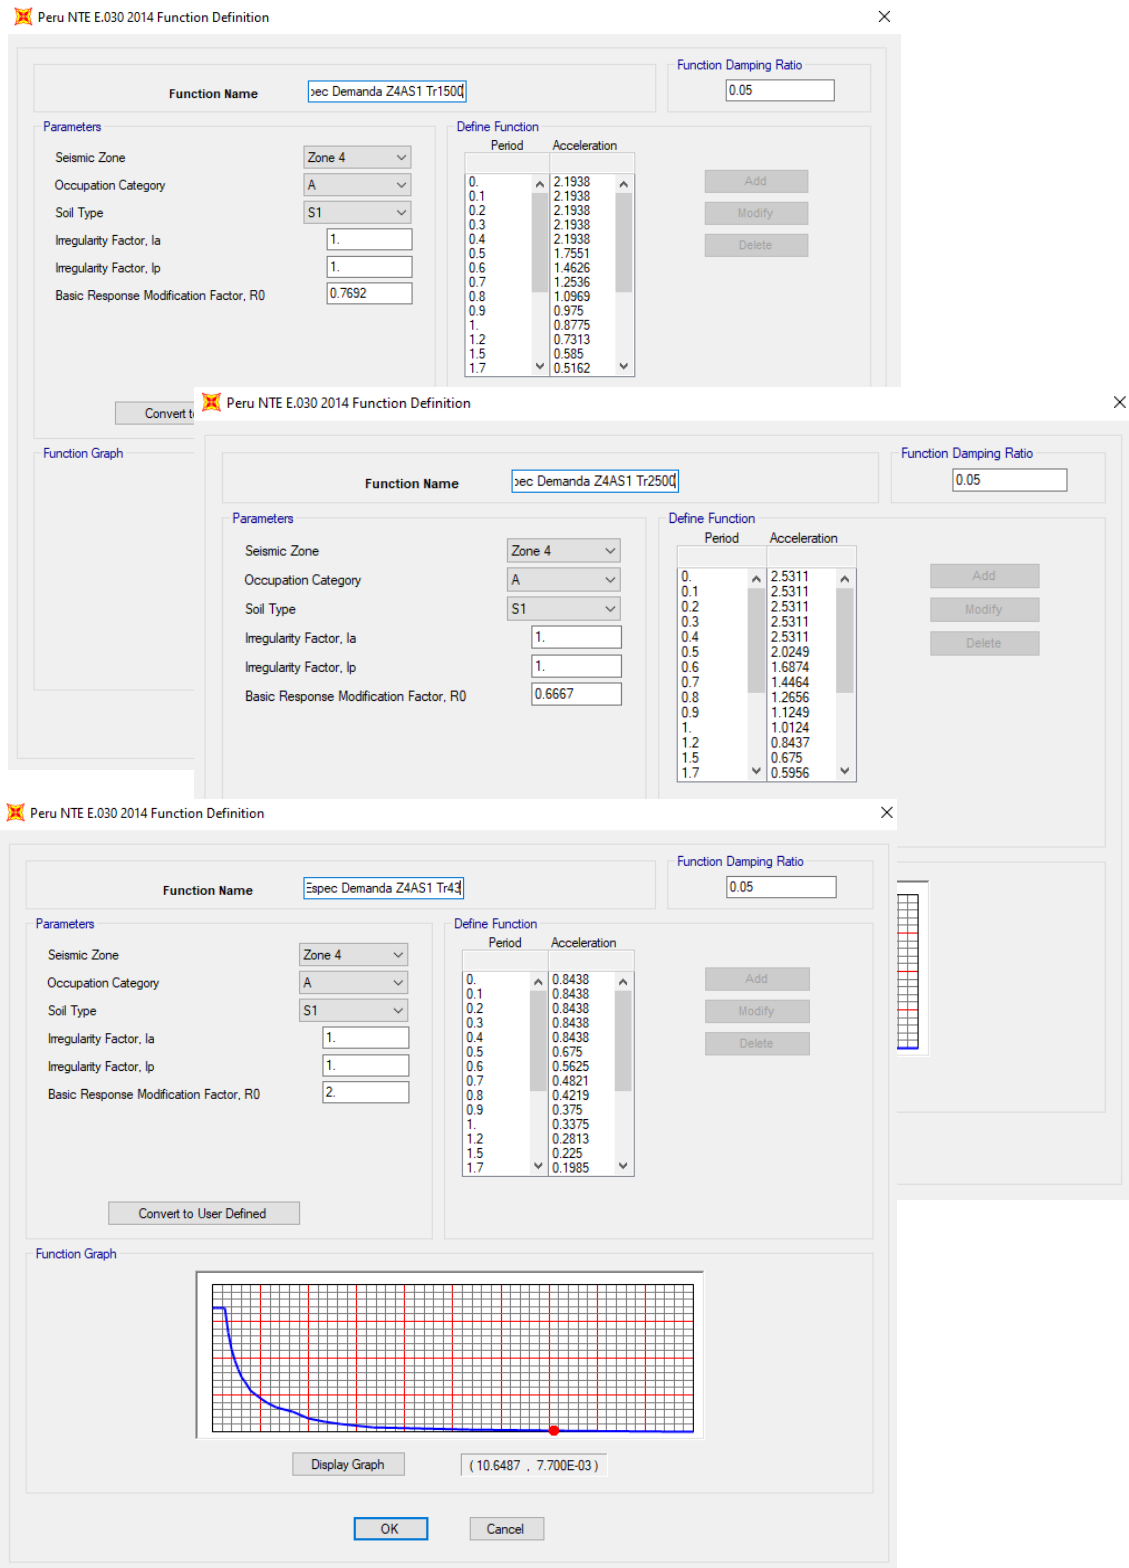 Peru NTE E.030 2014 Function Definition
Function Damping Ratio
Function Name
pec Demanda Z4AS1 Tr1500
0.05
Parameters
Define Function
Period Acceleration
Seismic Zone
Zone 4
Occupation Category
A
Soil Type
S1
Irregularity Factor, Ia
1.
Irregularity Factor, Ip
1.
Basic Response Modification Factor, R0
0.7692
0. 2.1938
0.1 2.1938
0.2 2.1938
0.3 2.1938
0.4 2.1938
0.5 1.7551
0.6 1.4626
0.7 1.2536
0.8 1.0969
0.9 0.975
1. 0.8775
1.2 0.7313
1.5 0.585
1.7 0.5162
Add
Modify
Delete
Convert t
Function Graph
Peru NTE E.030 2014 Function Definition
Function Damping Ratio
Function Name
pec Demanda Z4AS1 Tr2500
0.05
Parameters
Define Function
Period Acceleration
Seismic Zone
Zone 4
Occupation Category
A
Soil Type
S1
Irregularity Factor, Ia
1.
Irregularity Factor, Ip
1.
Basic Response Modification Factor, R0
0.6667
0. 2.5311
0.1 2.5311
0.2 2.5311
0.3 2.5311
0.4 2.5311
0.5 2.0249
0.6 1.6874
0.7 1.4464
0.8 1.2656
0.9 1.1249
1. 1.0124
1.2 0.8437
1.5 0.675
1.7 0.5956
Add
Modify
Delete
Peru NTE E.030 2014 Function Definition
Function Damping Ratio
Function Name
Espec Demanda Z4AS1 Tr43
0.05
Parameters
Define Function
Period Acceleration
Seismic Zone
Zone 4
Occupation Category
A
Soil Type
S1
Irregularity Factor, Ia
1.
Irregularity Factor, Ip
1.
Basic Response Modification Factor, R0
2.
0. 0.8438
0.1 0.8438
0.2 0.8438
0.3 0.8438
0.4 0.8438
0.5 0.675
0.6 0.5625
0.7 0.4821
0.8 0.4219
0.9 0.375
1. 0.3375
1.2 0.2813
1.5 0.225
1.7 0.1985
Add
Modify
Delete
Convert to User Defined
Function Graph
Display Graph
( 10.6487 , 7.700E-03 )
OK
Cancel